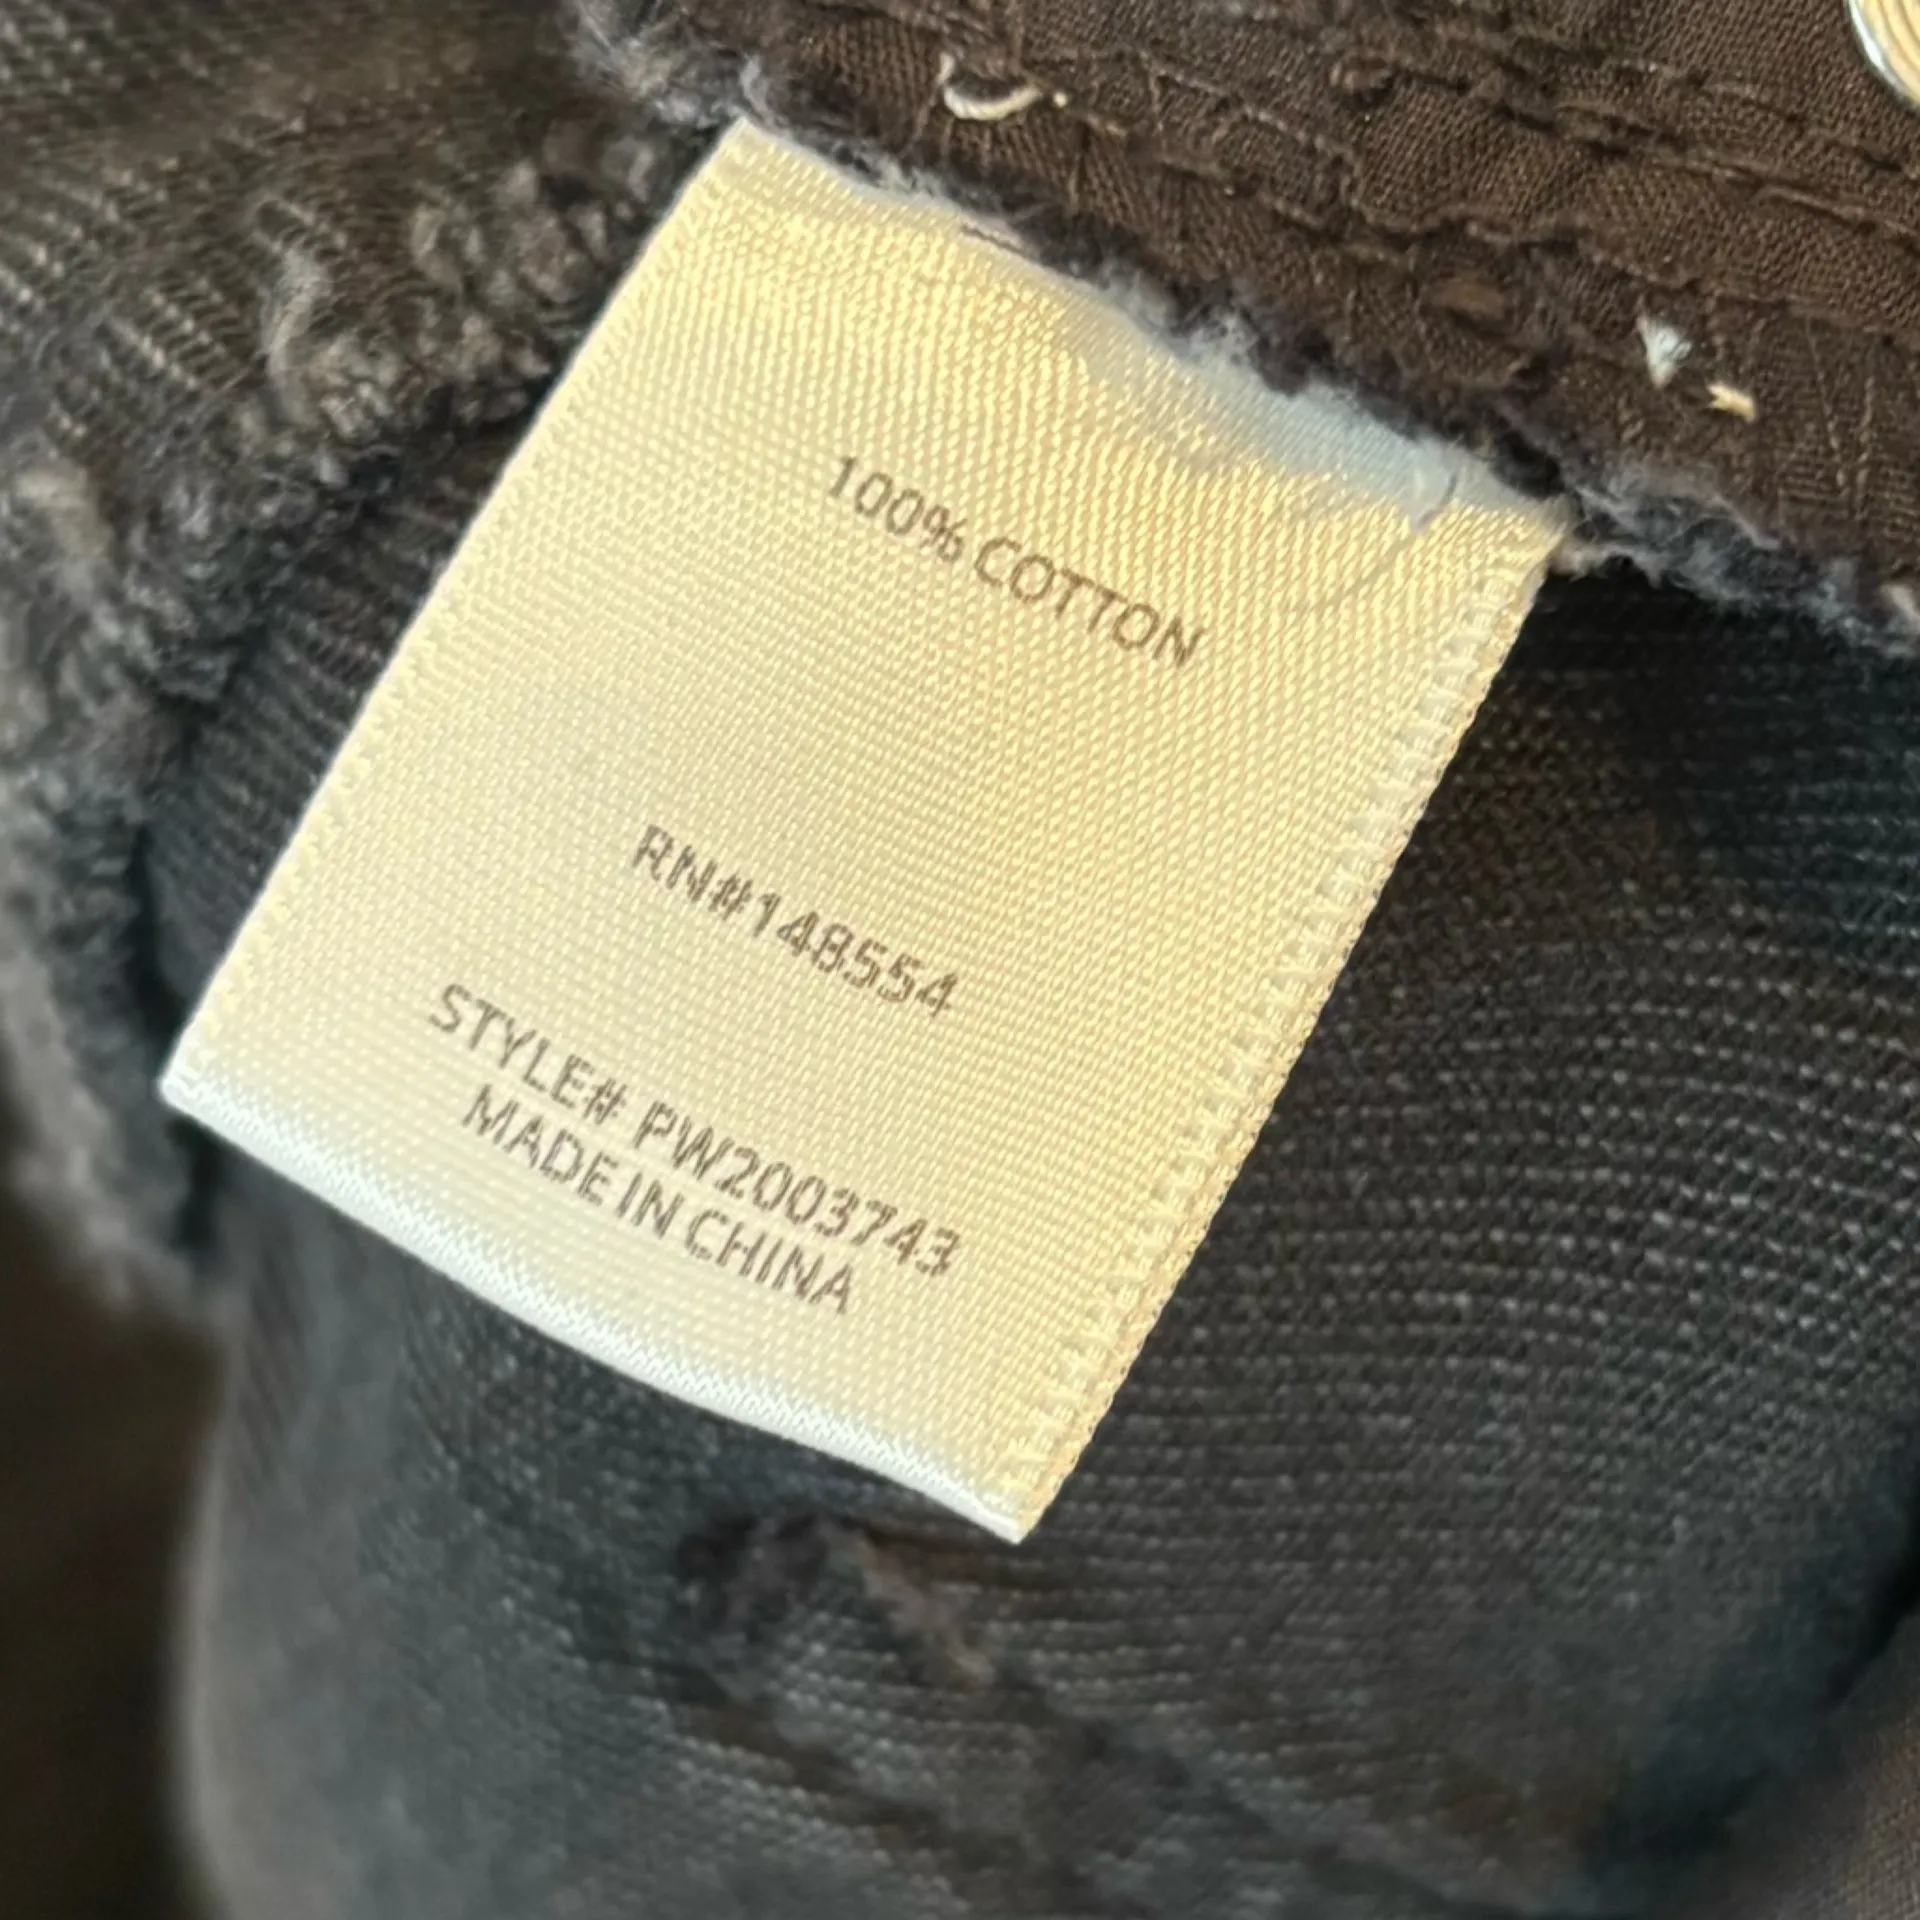 100% COTTON
RN#148554
STYLE# PW2003743
MADE IN CHINA